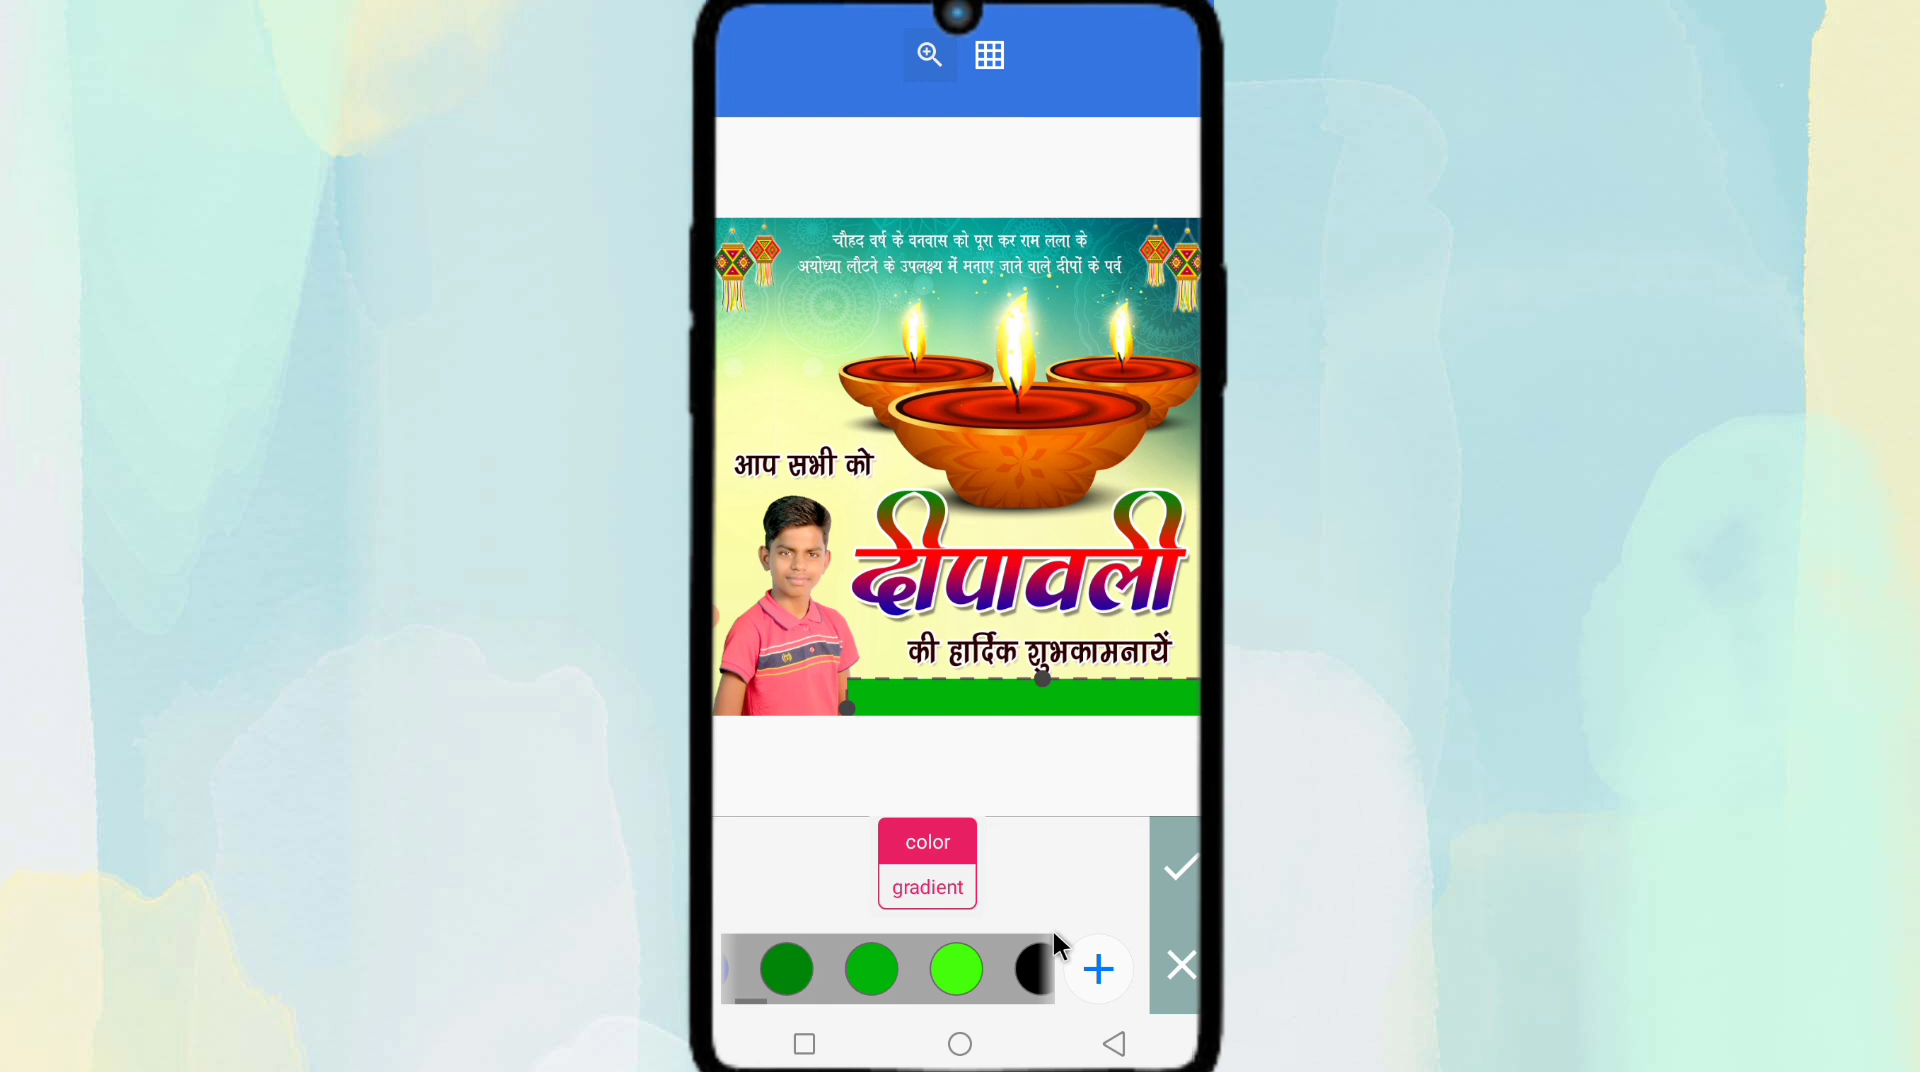 चौहद वर्ष के वनवास को पूरा कर राम लला के
अयोध्या लौटने के उपलक्ष्य में मनाए जाने वाले दीपों के पर्व
आप सभी को
दीपावली
की हार्दिक शुभकामनायें
color
gradient